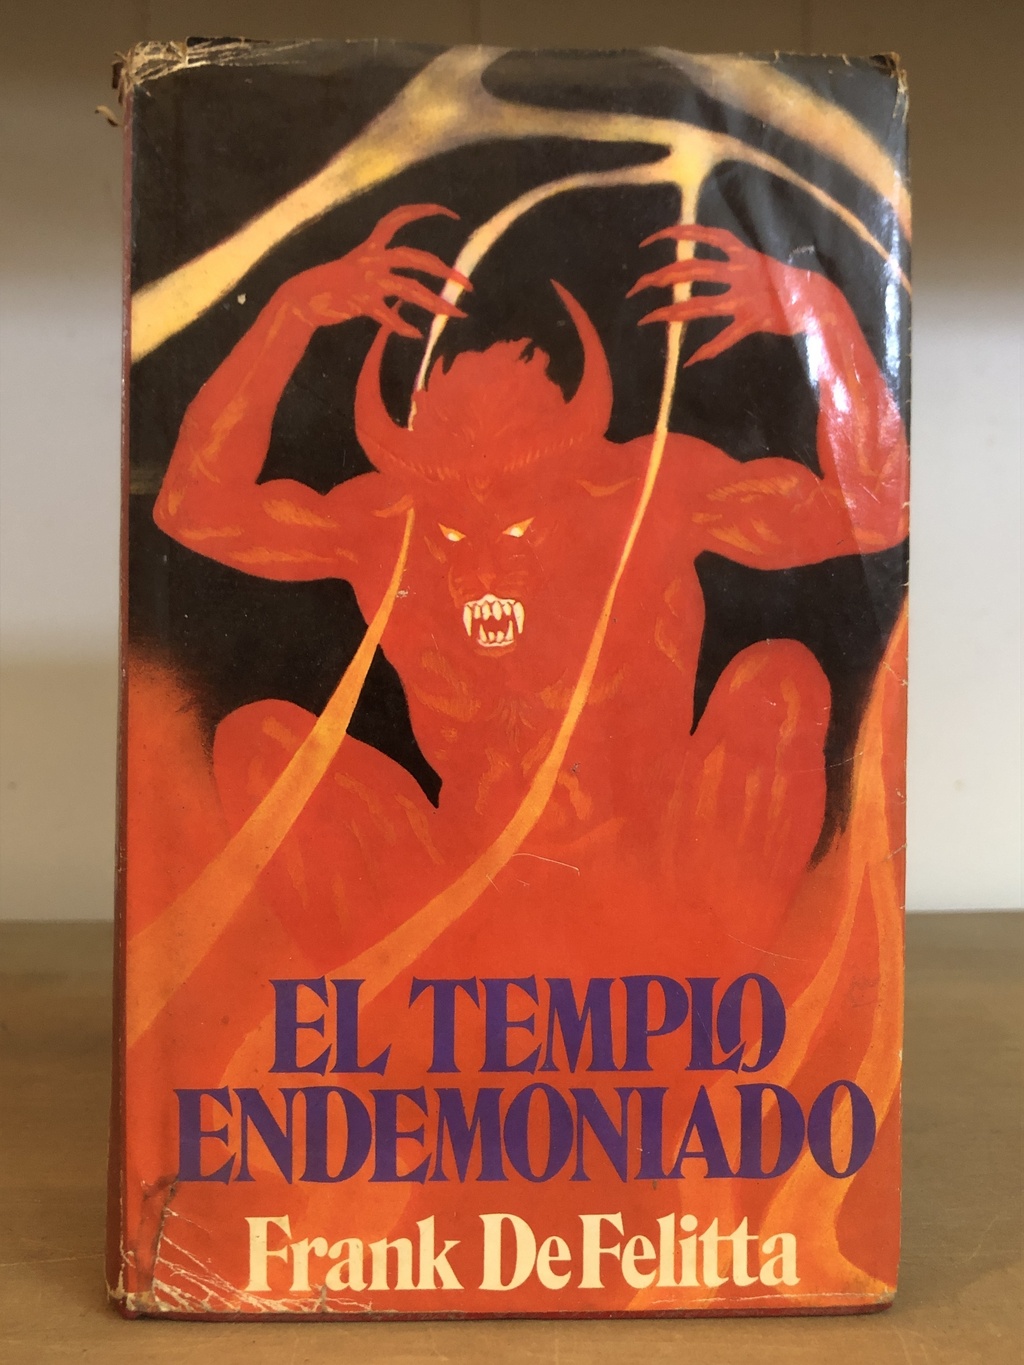 EL TEMPLO
ENDEMONIADO
Frank De Felitta